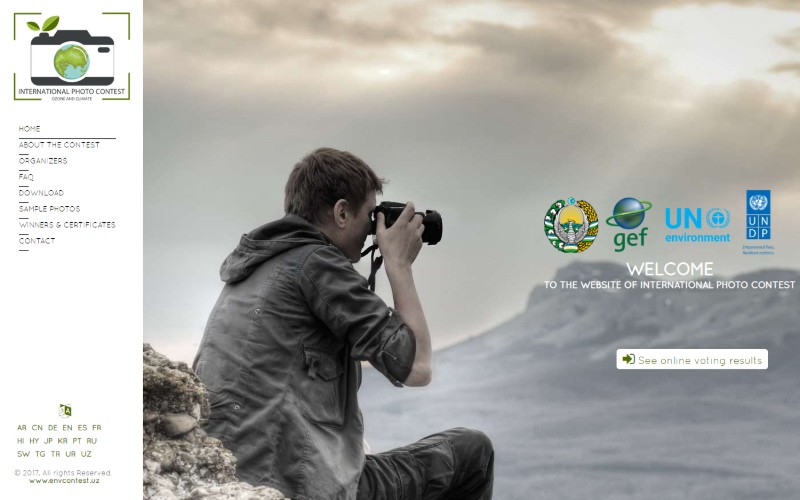 INTERNATIONAL PHOTO CONTEST
OZONE AND CLIMATE
HOME
ABOUT THE CONTEST
ORGANIZERS
FAQ
DOWNLOAD
SAMPLE PHOTOS
WINNERS & CERTIFICATES
CONTACT
AR CN DE EN ES FR
HI HY JP KR PT RU
SW TG TR UR UZ
© 2017. All rights Reserved.
www.envcontest.uz
gef
UN
environment
UN
DP
Empowered lives.
Resilient nations.
WELCOME
TO THE WEBSITE OF INTERNATIONAL PHOTO CONTEST
See online voting results